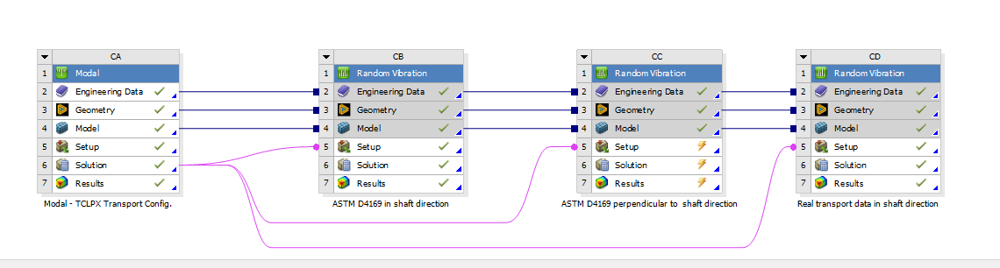 CA
1 Modal
2 Engineering Data
3 Geometry
4 Model
5 Setup
6 Solution
7 Results
Modal - TCLPX Transport Config.
CB
1 Random Vibration
2 Engineering Data
3 Geometry
4 Model
5 Setup
6 Solution
7 Results
ASTM D4169 in shaft direction
CC
1 Random Vibration
2 Engineering Data
3 Geometry
4 Model
5 Setup
6 Solution
7 Results
ASTM D4169 perpendicular to shaft direction
CD
1 Random Vibration
2 Engineering Data
3 Geometry
4 Model
5 Setup
6 Solution
7 Results
Real transport data in shaft direction